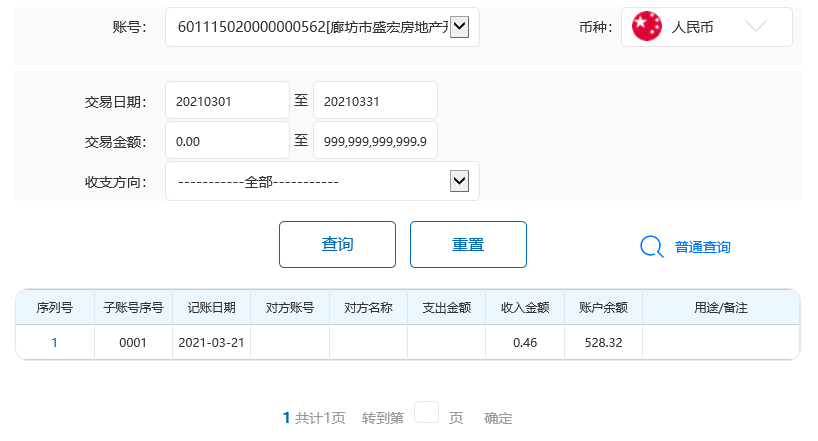 账号： 601115020000000562[廊坊市盛宏房地产开 币种： 人民币
交易日期： 20210301 至 20210331
交易金额： 0.00 至 999,999,999,999.9
收支方向： -----------全部-----------
查询 重置 普通查询
序列号 子账号序号 记账日期 对方账号 对方名称 支出金额 收入金额 账户余额 用途/备注
1 0001 2021-03-21 0.46 528.32
1 共计1页 转到第 页 确定